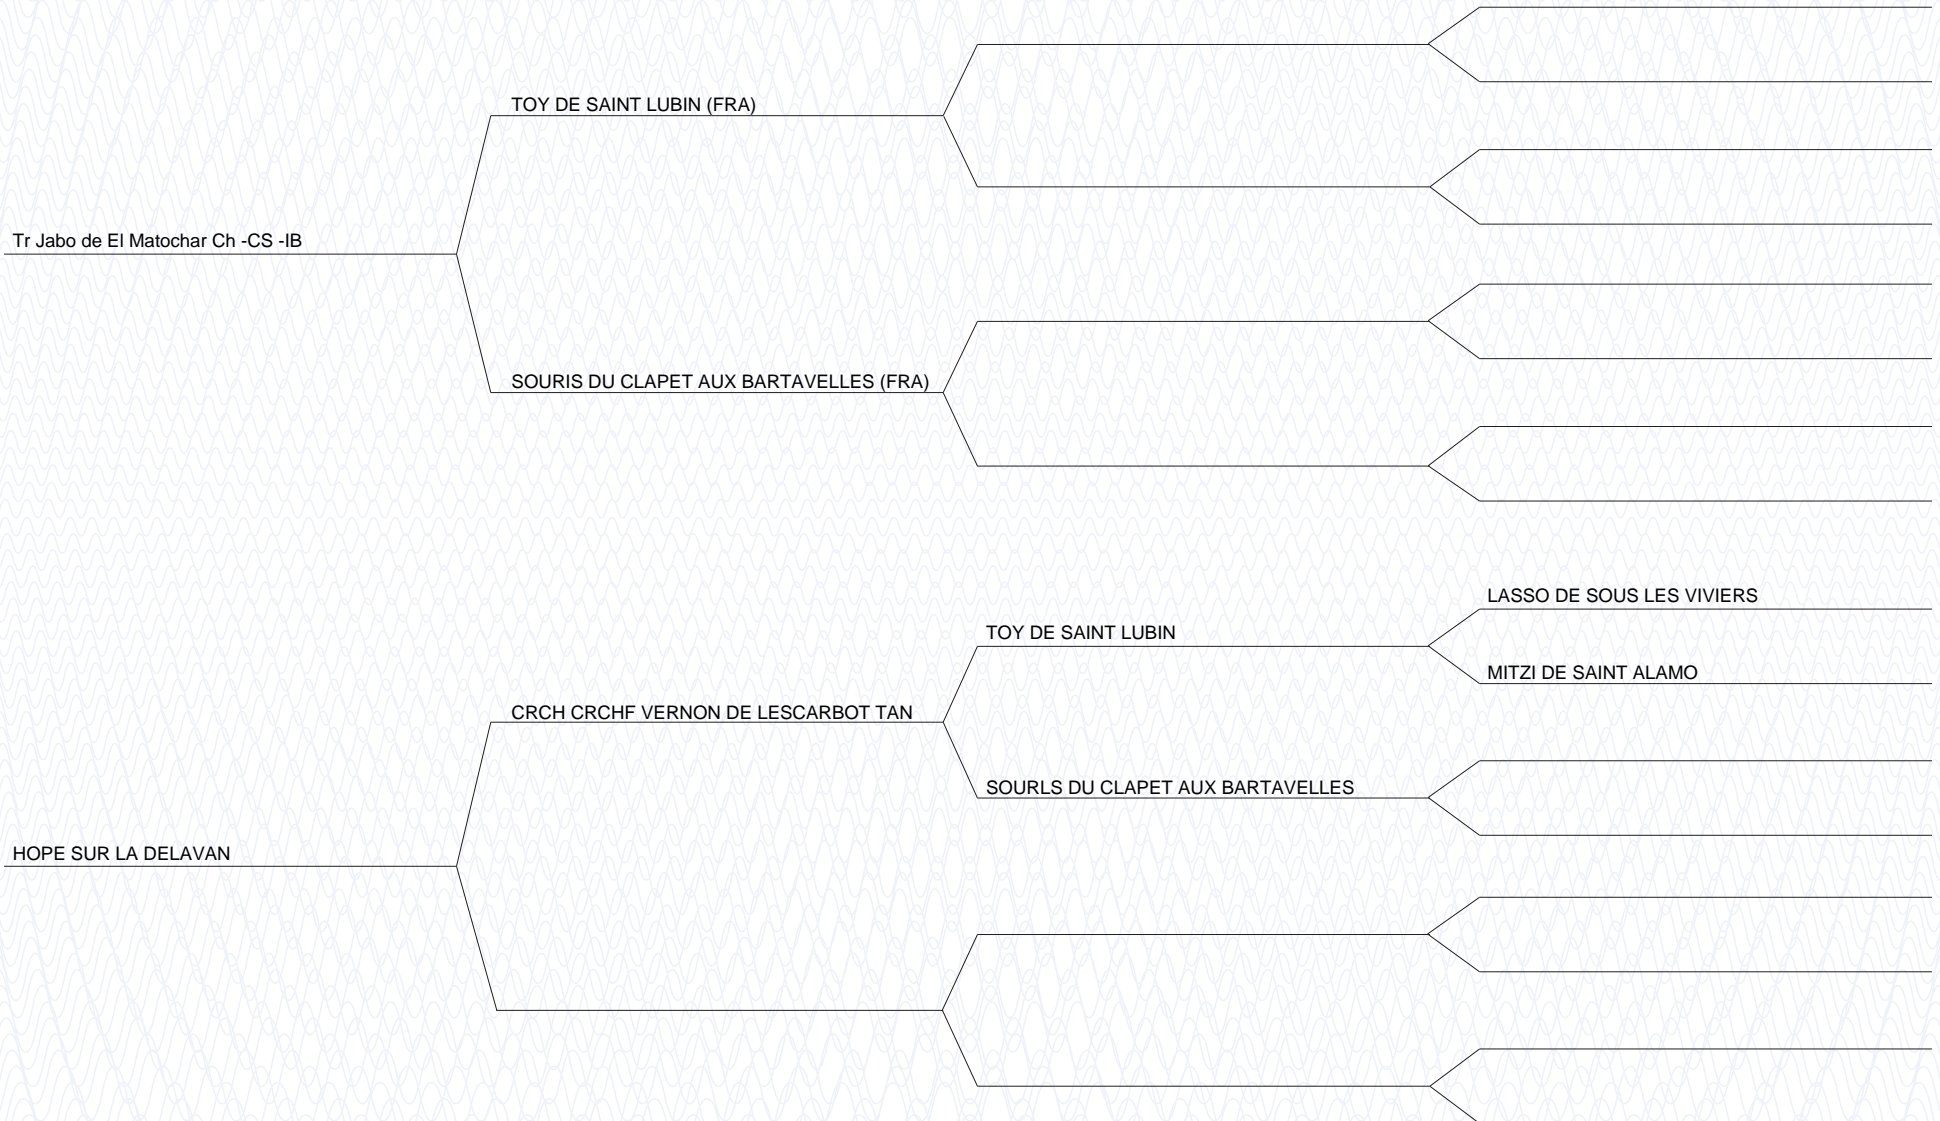 TOY DE SAINT LUBIN (FRA)
Tr Jabo de El Matochar Ch -CS -IB
SOURIS DU CLAPET AUX BARTAVELLES (FRA)
LASSO DE SOUS LES VIVIERS
TOY DE SAINT LUBIN
MITZI DE SAINT ALAMO
CRCH CRCHF VERNON DE LESCARBOT TAN
SOURLS DU CLAPET AUX BARTAVELLES
HOPE SUR LA DELAVAN